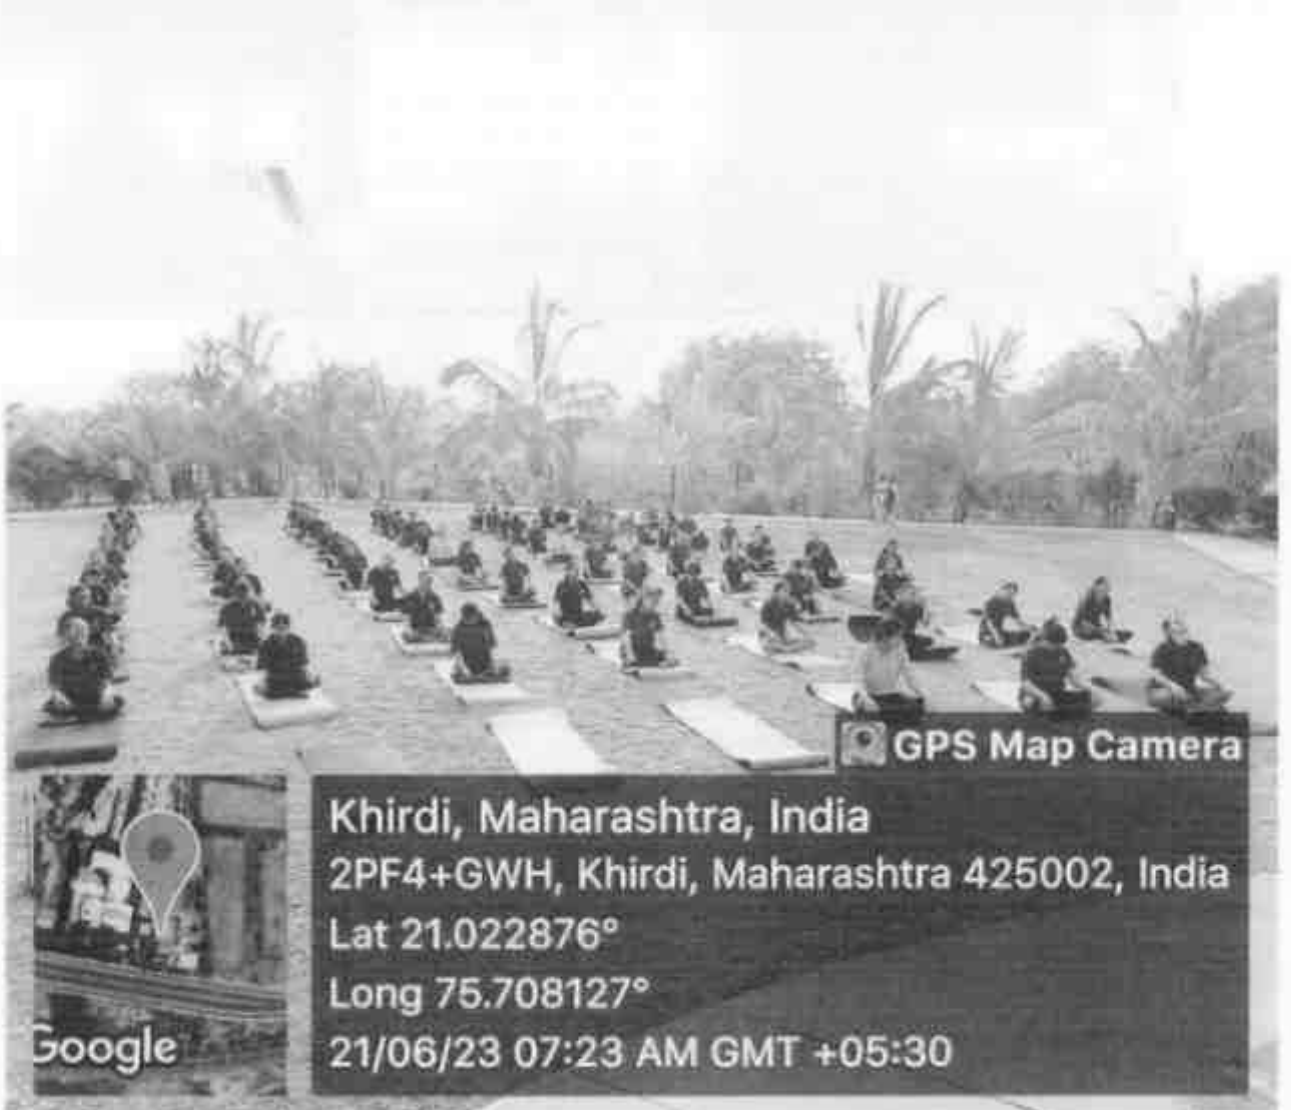 GPS Map Camera
Khirdi, Maharashtra, India
2PF4+GWH, Khirdi, Maharashtra 425002, India
Lat 21.022876°
Long 75.708127°
21/06/23 07:23 AM GMT +05:30
Google